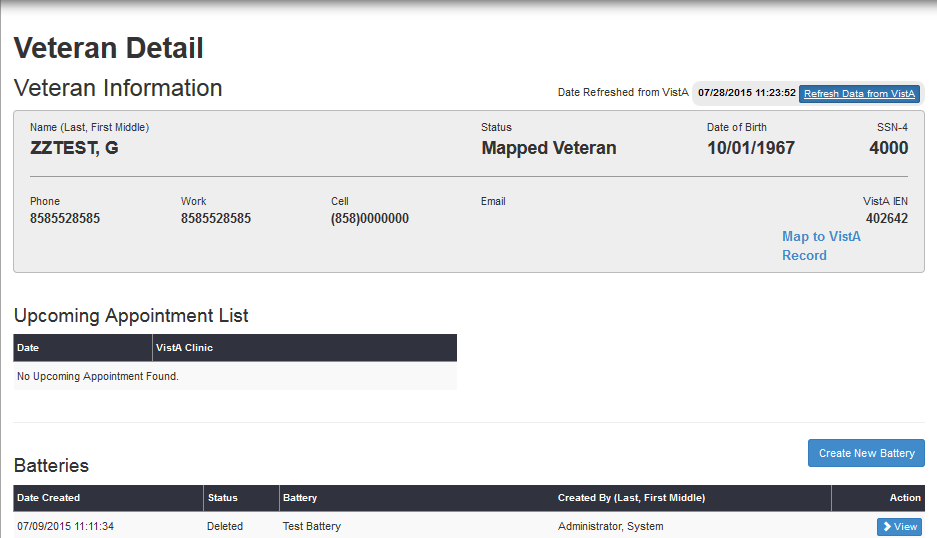 Veteran Detail
Veteran Information
Date Refreshed from VistA 07/28/2015 11:23:52 Refresh Data from VistA
Name (Last, First Middle) Status Date of Birth SSN-4
ZZTEST, G Mapped Veteran 10/01/1967 4000
Phone Work Cell Email VistA IEN
8585528585 8585528585 (858)0000000 402642
Map to VistA
Record
Upcoming Appointment List
Date VistA Clinic
No Upcoming Appointment Found.
Create New Battery
Batteries
Date Created Status Battery Created By (Last, First Middle) Action
07/09/2015 11:11:34 Deleted Test Battery Administrator, System View